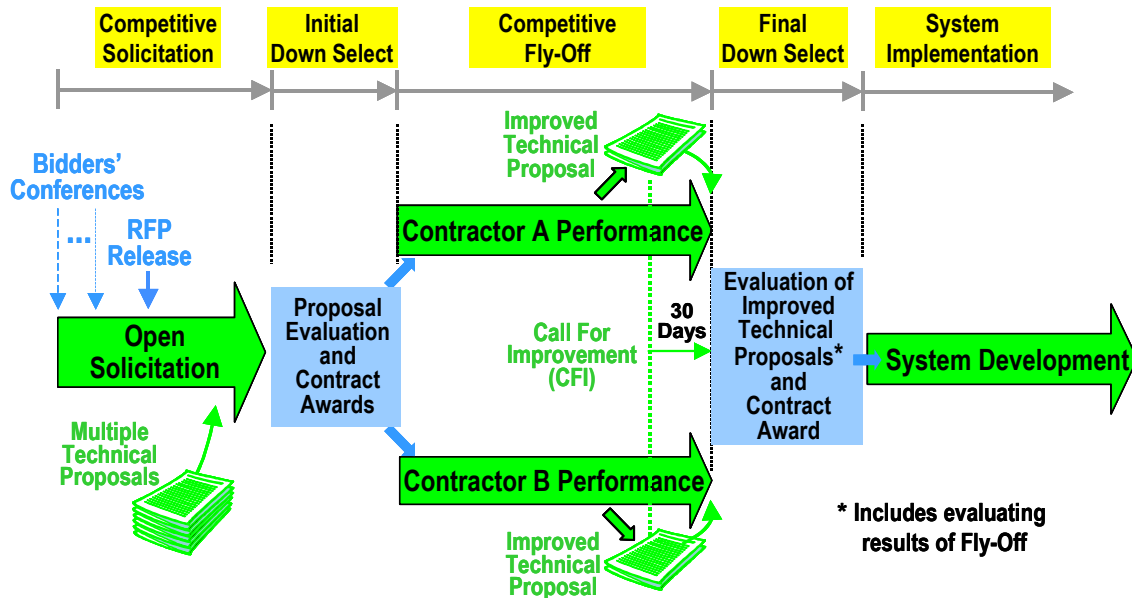 Competitive
Solicitation
Initial
Down Select
Competitive
Fly-Off
Final
Down Select
System
Implementation
Improved
Technical
Proposal
Bidders’
Conferences
...
RFP
Release
Contractor A Performance
Open
Solicitation
Proposal
Evaluation
and
Contract
Awards
Call For
Improvement
(CFI)
30
Days
Evaluation of
Improved
Technical
Proposals*
and
Contract
Award
System Development
Multiple
Technical
Proposals
Contractor B Performance
Improved
Technical
Proposal
* Includes evaluating
results of Fly-Off